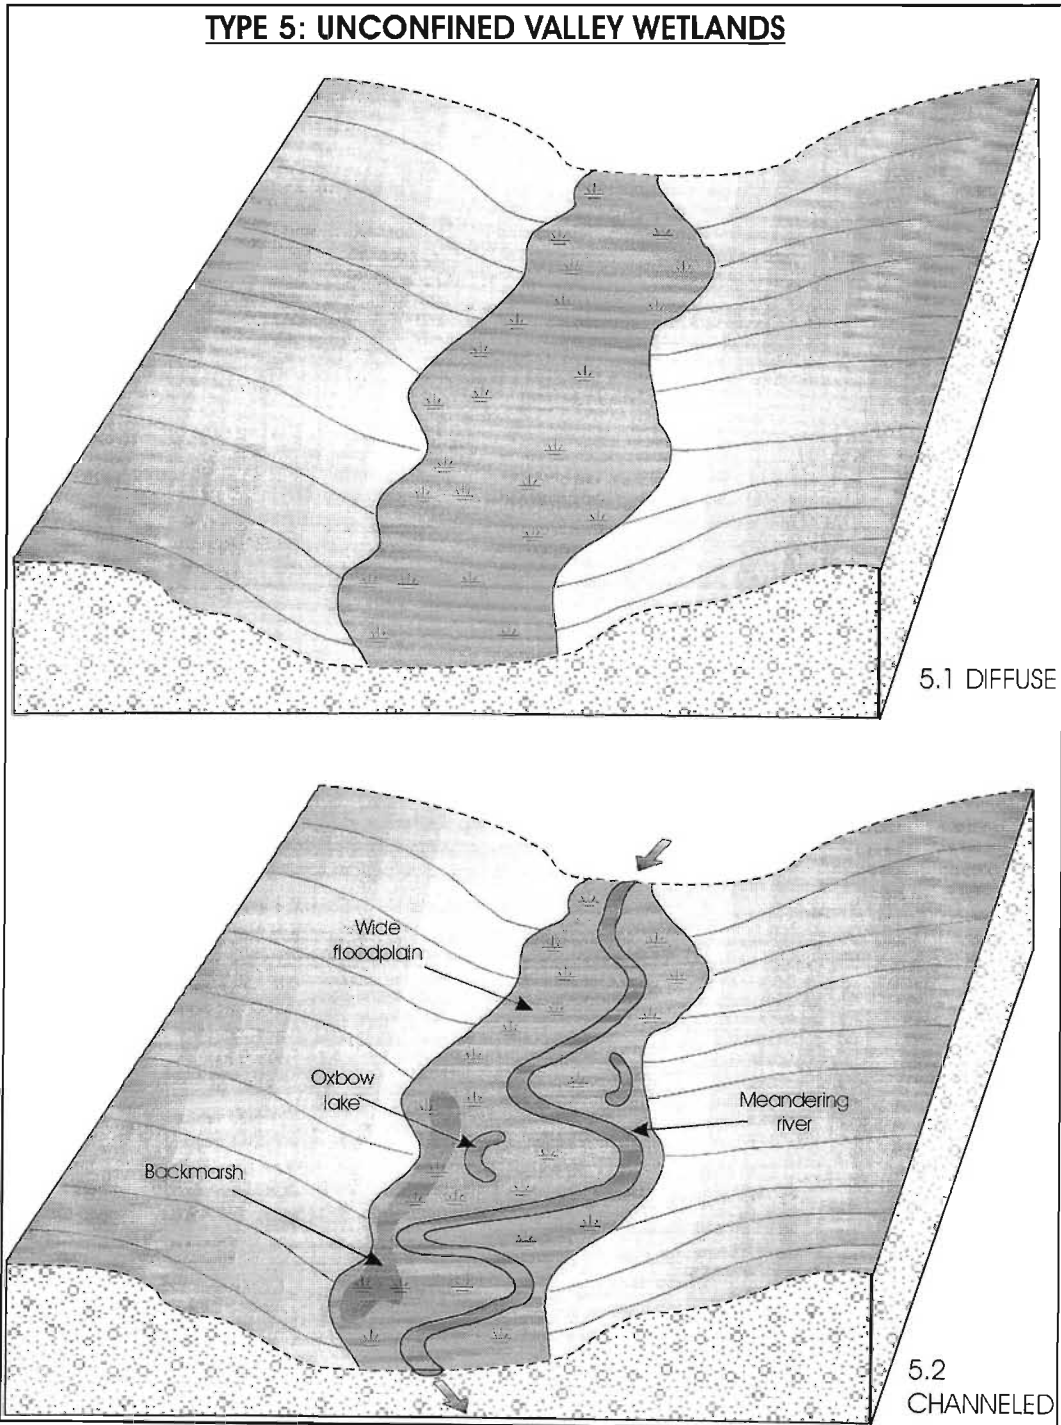 TYPE 5: UNCONFINED VALLEY WETLANDS
5.1 DIFFUSE
Wide
floodplain
Oxbow
lake
Meandering
river
Backmarsh
5.2
CHANNELED